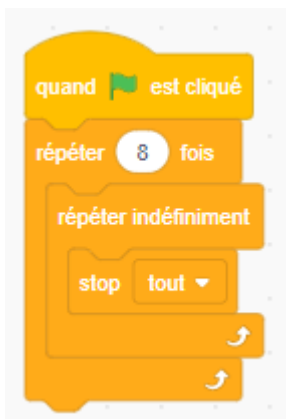 quand est cliqué
répéter 8 fois
répéter indéfiniment
stop tout